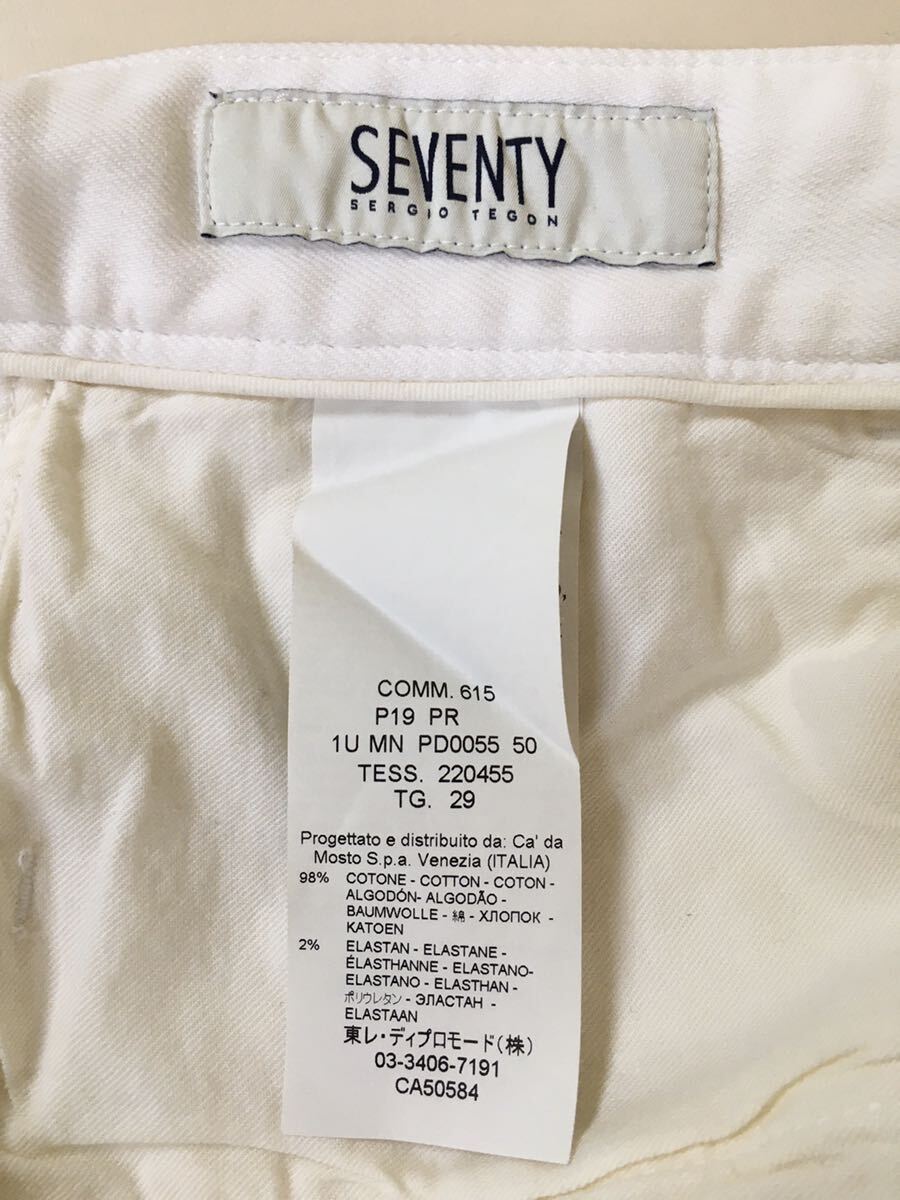 SEVENTY
SERGIO TEGON
COMM. 615
P19 PR
1U MN PD0055 50
TESS. 220455
TG. 29
Progettato e distribuito da: Ca' da
Mosto S.p.a. Venezia (ITALIA)
98% COTONE - COTTON - COTON -
ALGODÓN- ALGODÃO -
BAUMWOLLE - 綿 - ХЛОПОК -
KATOEN
2% ELASTAN - ELASTANE -
ÉLASTHANNE - ELASTANO-
ELASTANO - ELASTHAN -
ポリウレタン - ЭЛАСТАН -
ELASTAAN
東レ・ディプロモード(株)
03-3406-7191
CA50584